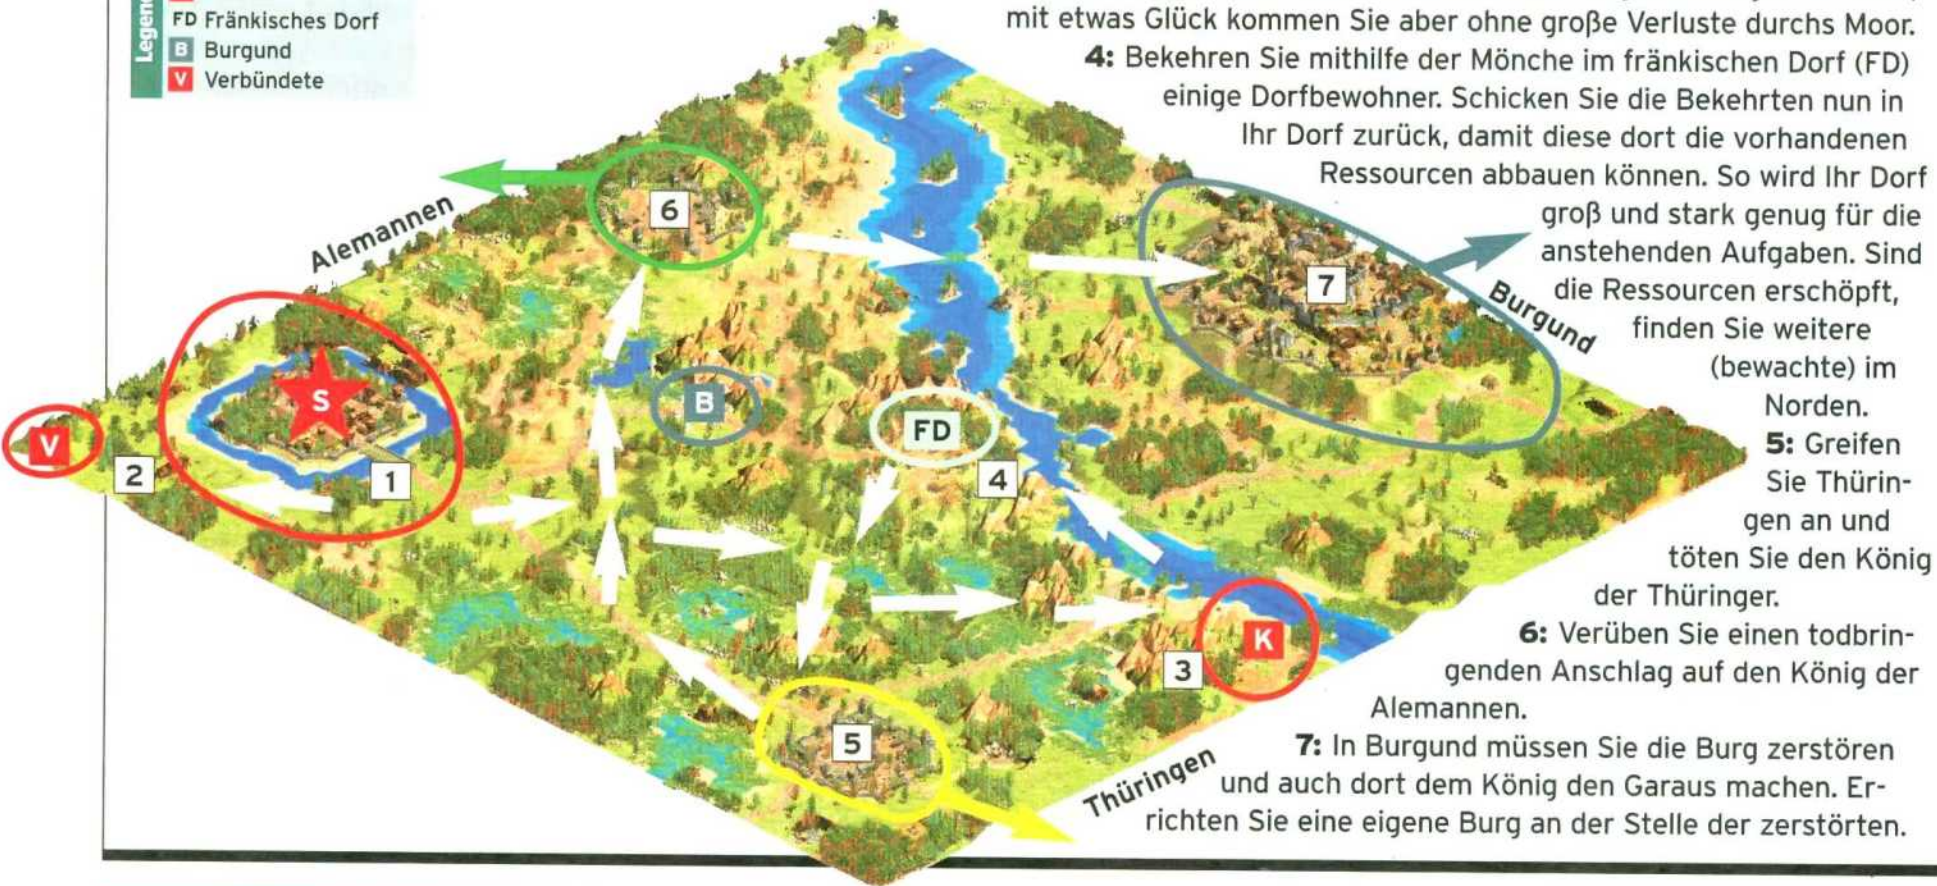 Legend
FD Fränkisches Dorf
B Burgund
V Verbündete
mit etwas Glück kommen Sie aber ohne große Verluste durchs Moor.
4: Bekehren Sie mithilfe der Mönche im fränkischen Dorf (FD)
einige Dorfbewohner. Schicken Sie die Bekehrten nun in
Ihr Dorf zurück, damit diese dort die vorhandenen
Ressourcen abbauen können. So wird Ihr Dorf
groß und stark genug für die
anstehenden Aufgaben. Sind
die Ressourcen erschöpft,
finden Sie weitere
(bewachte) im
Norden.
5: Greifen
Sie Thürin-
gen an und
töten Sie den König
der Thüringer.
6: Verüben Sie einen todbrin-
genden Anschlag auf den König der
Alemannen.
7: In Burgund müssen Sie die Burg zerstören
und auch dort dem König den Garaus machen. Er-
richten Sie eine eigene Burg an der Stelle der zerstörten.
Alemannen
6
7
Burgund
S
B
FD
V
2
1
4
3
K
5
Thüringen